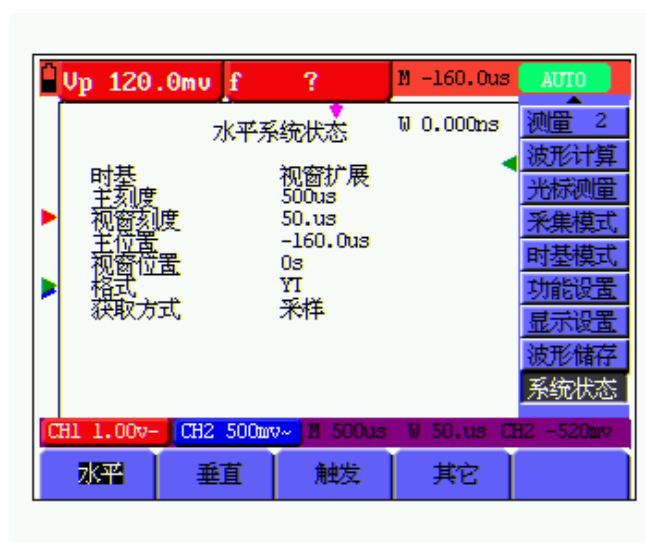 Vp 120.0mv f ? M -160.0us AUTO
水平系统状态 W 0.000ns
时基 视窗扩展
主刻度 500us
视窗刻度 50.us
主位置 -160.0us
视窗位置 0s
格式 YT
获取方式 采样
测量 2
波形计算
光标测量
采集模式
时基模式
功能设置
显示设置
波形储存
系统状态
CH1 1.00v- CH2 500mv~ M 500us W 50.us CH2 -520mv
水平 垂直 触发 其它